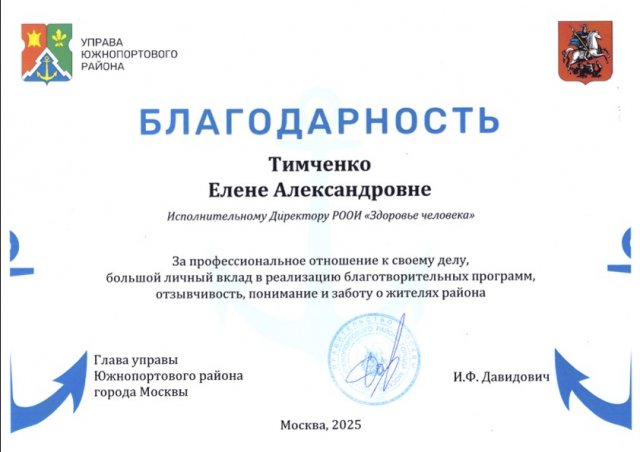 УПРАВА
ЮЖНОПОРТОВОГО
РАЙОНА
БЛАГОДАРНОСТЬ
Тимченко
Елене Александровне
Исполнительному Директору РООИ «Здоровье человека»
За профессиональное отношение к своему делу,
большой личный вклад в реализацию благотворительных программ,
отзывчивость, понимание и заботу о жителях района
Глава управы
Южнопортового района
города Москвы
И.Ф. Давидович
Москва, 2025